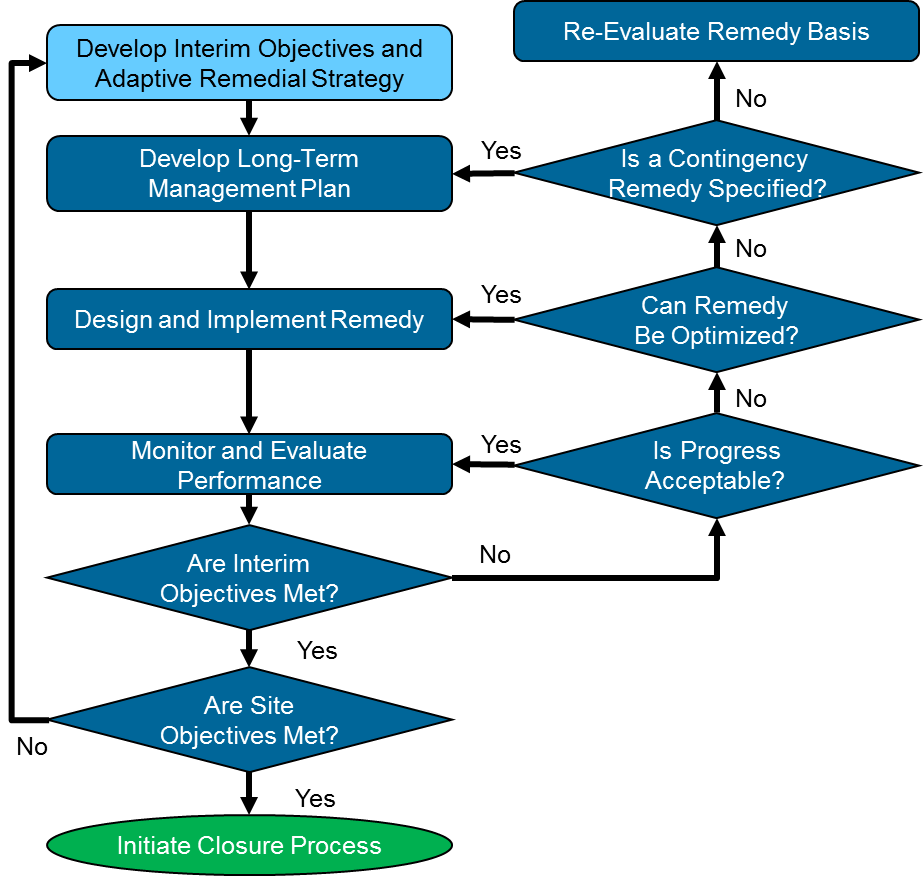 Develop Interim Objectives and
Adaptive Remedial Strategy
Develop Long-Term
Management Plan
Design and Implement Remedy
Monitor and Evaluate
Performance
Are Interim
Objectives Met?
Yes
No
Are Site
Objectives Met?
No
Yes
Initiate Closure Process
Is Progress
Acceptable?
Yes
No
Can Remedy
Be Optimized?
Yes
No
Is a Contingency
Remedy Specified?
Yes
No
Re-Evaluate Remedy Basis